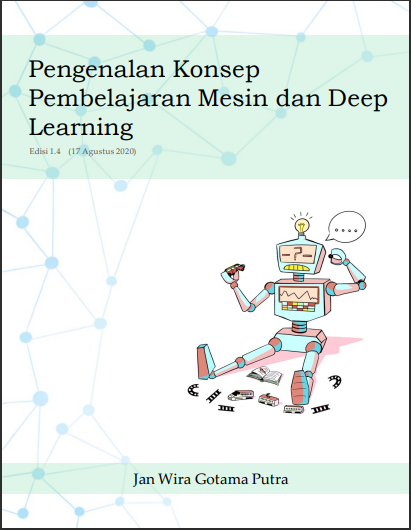 Pengenalan Konsep
Pembelajaran Mesin dan Deep
Learning
Edisi 1.4 (17 Agustus 2020)
- ? -
. . . .
Jan Wira Gotama Putra